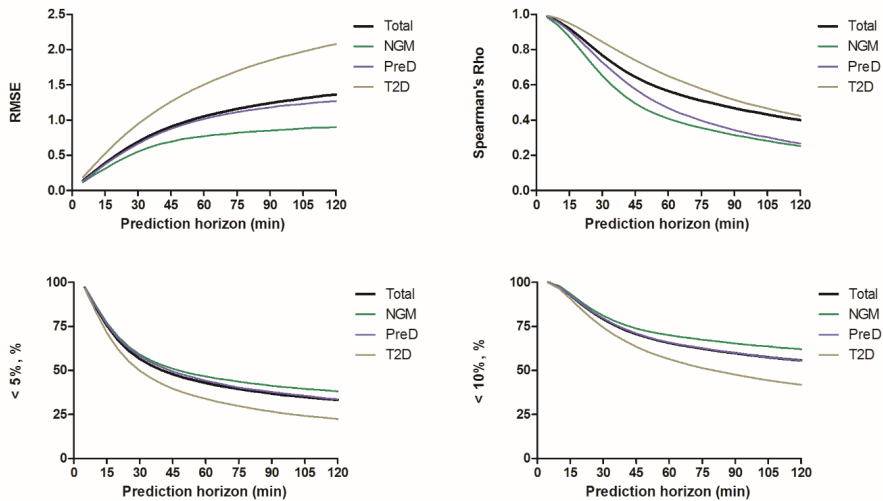 RMSE
2.5
2.0
1.5
1.0
0.5
0.0
0 15 30 45 60 75 90 105 120
Prediction horizon (min)
Total
NGM
PreD
T2D
Spearman's Rho
1.0
0.8
0.6
0.4
0.2
0.0
0 15 30 45 60 75 90 105 120
Prediction horizon (min)
Total
NGM
PreD
T2D
< 5%, %
100
75
50
25
0
0 15 30 45 60 75 90 105 120
Prediction horizon (min)
Total
NGM
PreD
T2D
< 10%, %
100
75
50
25
0
0 15 30 45 60 75 90 105 120
Prediction horizon (min)
Total
NGM
PreD
T2D